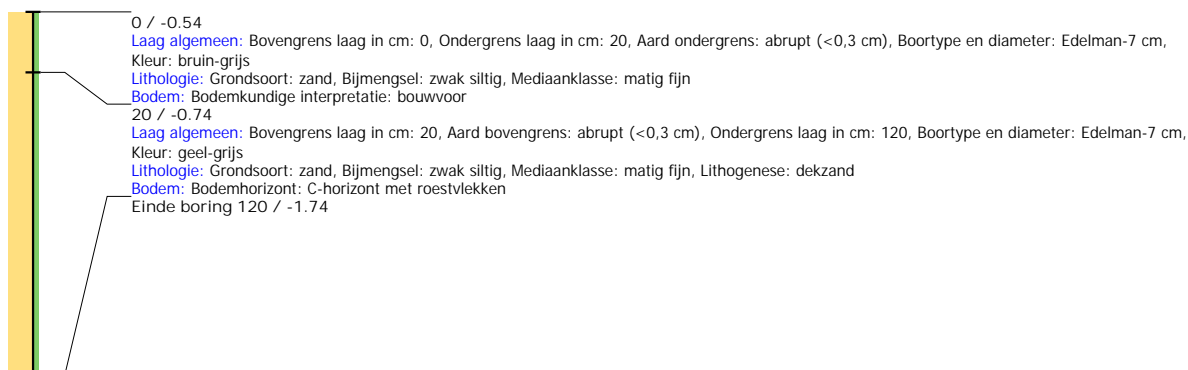 0 / -0.54
Laag algemeen: Bovengrens laag in cm: 0, Ondergrens laag in cm: 20, Aard ondergrens: abrupt (<0,3 cm), Boortype en diameter: Edelman-7 cm,
Kleur: bruin-grijs
Lithologie: Grondsoort: zand, Bijmengsel: zwak siltig, Mediaanklasse: matig fijn
Bodem: Bodemkundige interpretatie: bouwvoor
20 / -0.74
Laag algemeen: Bovengrens laag in cm: 20, Aard bovengrens: abrupt (<0,3 cm), Ondergrens laag in cm: 120, Boortype en diameter: Edelman-7 cm,
Kleur: geel-grijs
Lithologie: Grondsoort: zand, Bijmengsel: zwak siltig, Mediaanklasse: matig fijn, Lithogenese: dekzand
Bodem: Bodemhorizont: C-horizont met roestvlekken
Einde boring 120 / -1.74